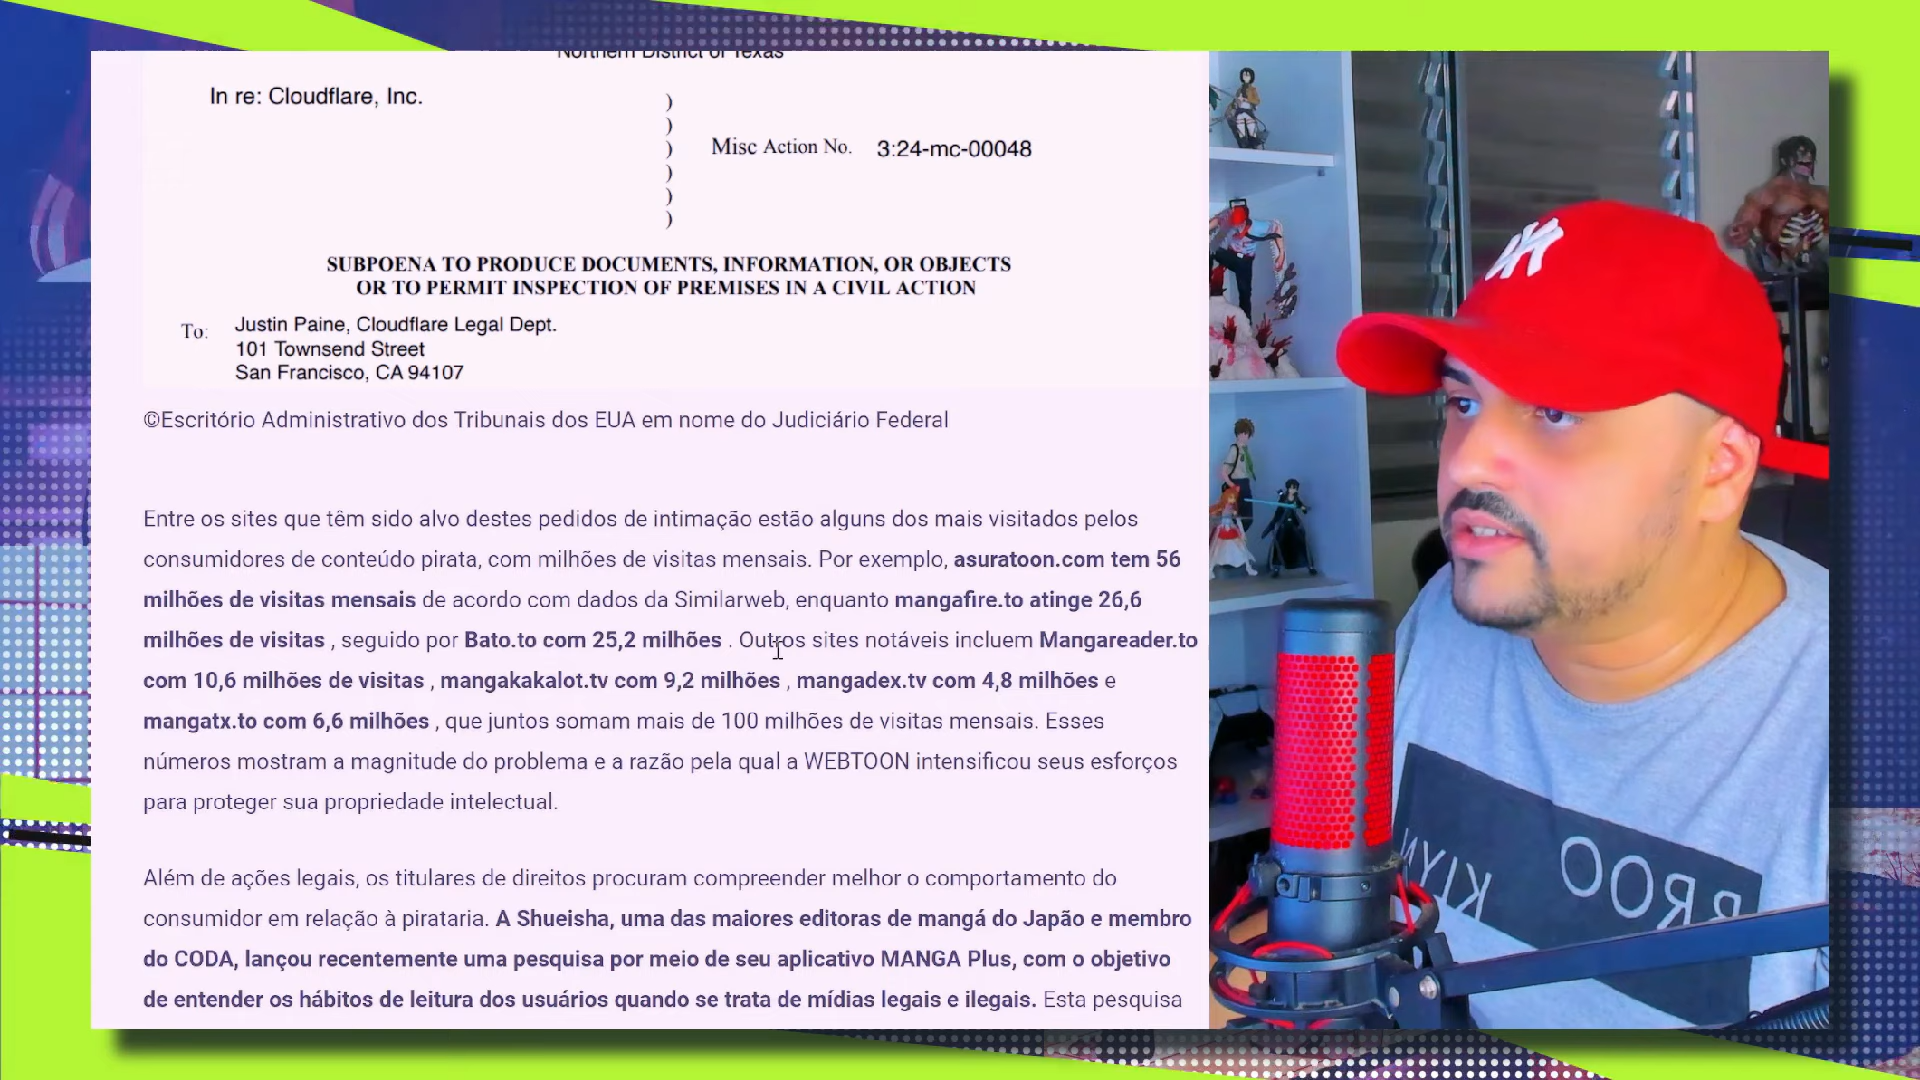 Northern District of Texas
In re: Cloudflare, Inc.
)
)
)
)
)
)
Misc Action No. 3:24-mc-00048
SUBPOENA TO PRODUCE DOCUMENTS, INFORMATION, OR OBJECTS
OR TO PERMIT INSPECTION OF PREMISES IN A CIVIL ACTION
To: Justin Paine, Cloudflare Legal Dept.
101 Townsend Street
San Francisco, CA 94107
©Escritório Administrativo dos Tribunais dos EUA em nome do Judiciário Federal
Entre os sites que têm sido alvo destes pedidos de intimação estão alguns dos mais visitados pelos
consumidores de conteúdo pirata, com milhões de visitas mensais. Por exemplo, asuratoon.com tem 56
milhões de visitas mensais de acordo com dados da Similarweb, enquanto mangafire.to atinge 26,6
milhões de visitas , seguido por Bato.to com 25,2 milhões . Outros sites notáveis incluem Mangareader.to
com 10,6 milhões de visitas , mangakakalot.tv com 9,2 milhões , mangadex.tv com 4,8 milhões e
mangatx.to com 6,6 milhões , que juntos somam mais de 100 milhões de visitas mensais. Esses
números mostram a magnitude do problema e a razão pela qual a WEBTOON intensificou seus esforços
para proteger sua propriedade intelectual.
Além de ações legais, os titulares de direitos procuram compreender melhor o comportamento do
consumidor em relação à pirataria. A Shueisha, uma das maiores editoras de mangá do Japão e membro
do CODA, lançou recentemente uma pesquisa por meio de seu aplicativo MANGA Plus, com o objetivo
de entender os hábitos de leitura dos usuários quando se trata de mídias legais e ilegais. Esta pesquisa
NY